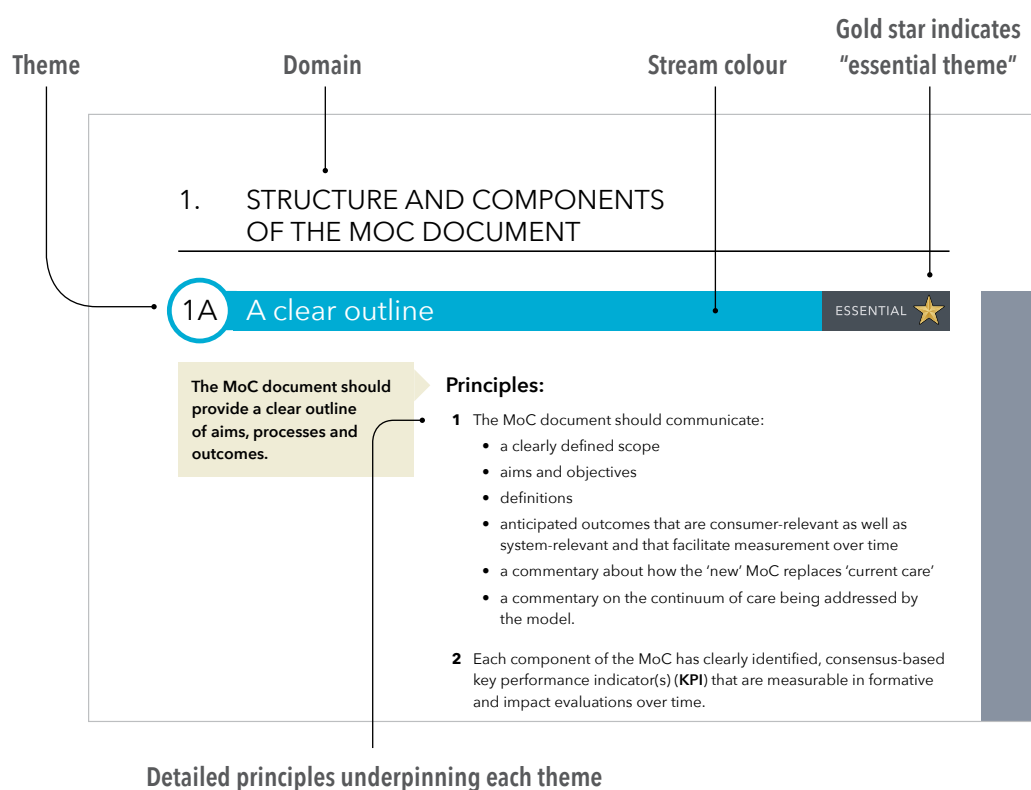 Gold star indicates
"essential theme"
Theme
Domain
Stream colour
1. STRUCTURE AND COMPONENTS
OF THE MOC DOCUMENT
1A A clear outline
ESSENTIAL
The MoC document should
provide a clear outline
of aims, processes and
outcomes.
Principles:
1 The MoC document should communicate:
• a clearly defined scope
• aims and objectives
• definitions
• anticipated outcomes that are consumer-relevant as well as
system-relevant and that facilitate measurement over time
• a commentary about how the ‘new’ MoC replaces ‘current care’
• a commentary on the continuum of care being addressed by
the model.
2 Each component of the MoC has clearly identified, consensus-based
key performance indicator(s) (KPI) that are measurable in formative
and impact evaluations over time.
Detailed principles underpinning each theme